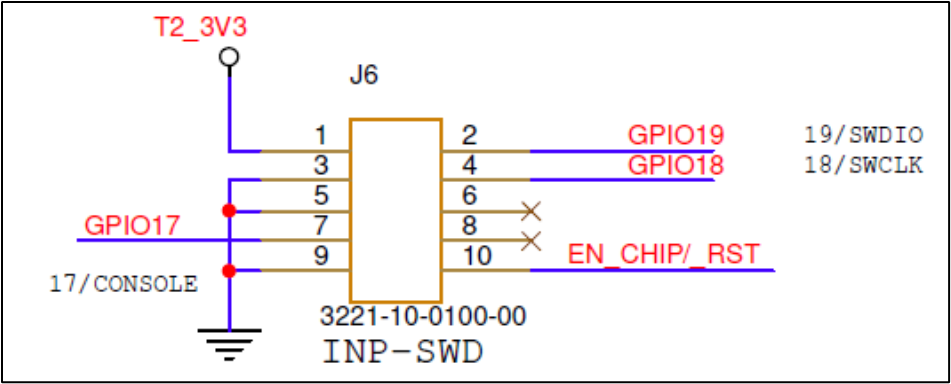 T2_3V3
J6
1 2 GPIO19 19/SWDIO
3 4 GPIO18 18/SWCLK
5 6
GPIO17 7 8
9 10 EN_CHIP/_RST
17/CONSOLE
3221-10-0100-00
INP-SWD